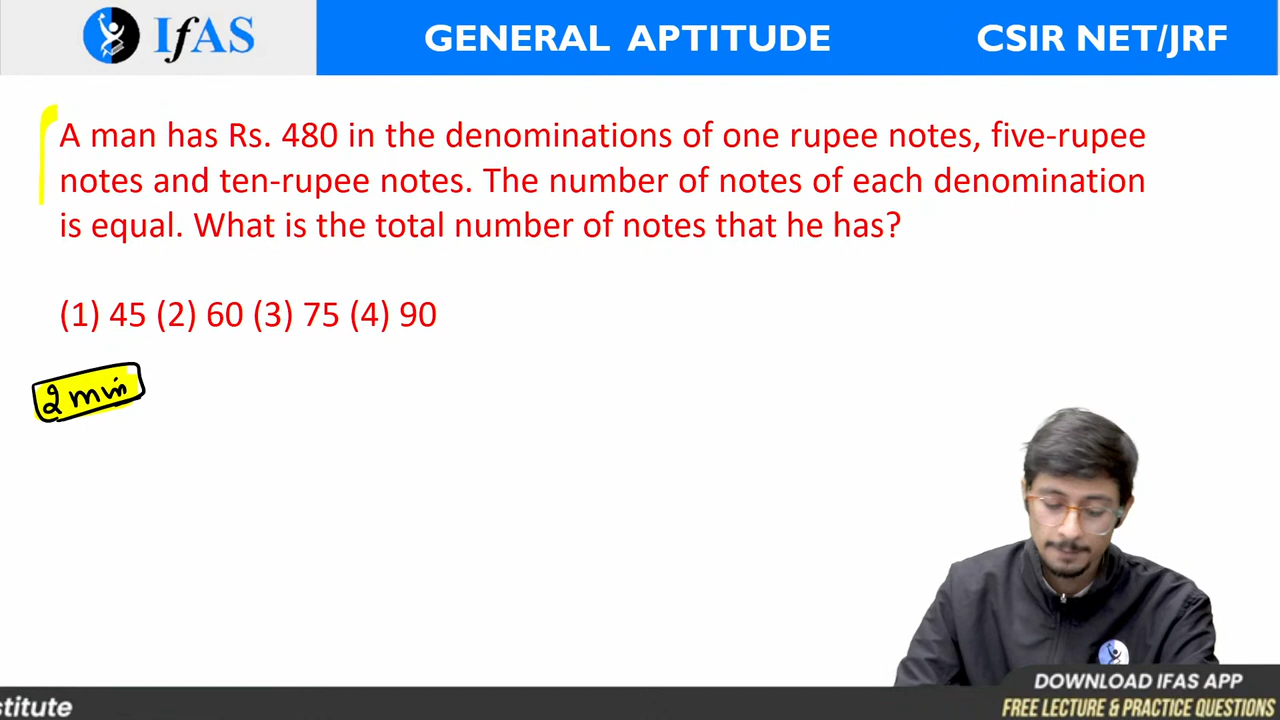 IfAS
GENERAL APTITUDE
CSIR NET/JRF
A man has Rs. 480 in the denominations of one rupee notes, five-rupee
notes and ten-rupee notes. The number of notes of each denomination
is equal. What is the total number of notes that he has?
(1) 45 (2) 60 (3) 75 (4) 90
2 min
DOWNLOAD IFAS APP
stitute
FREE LECTURE & PRACTICE QUESTIONS